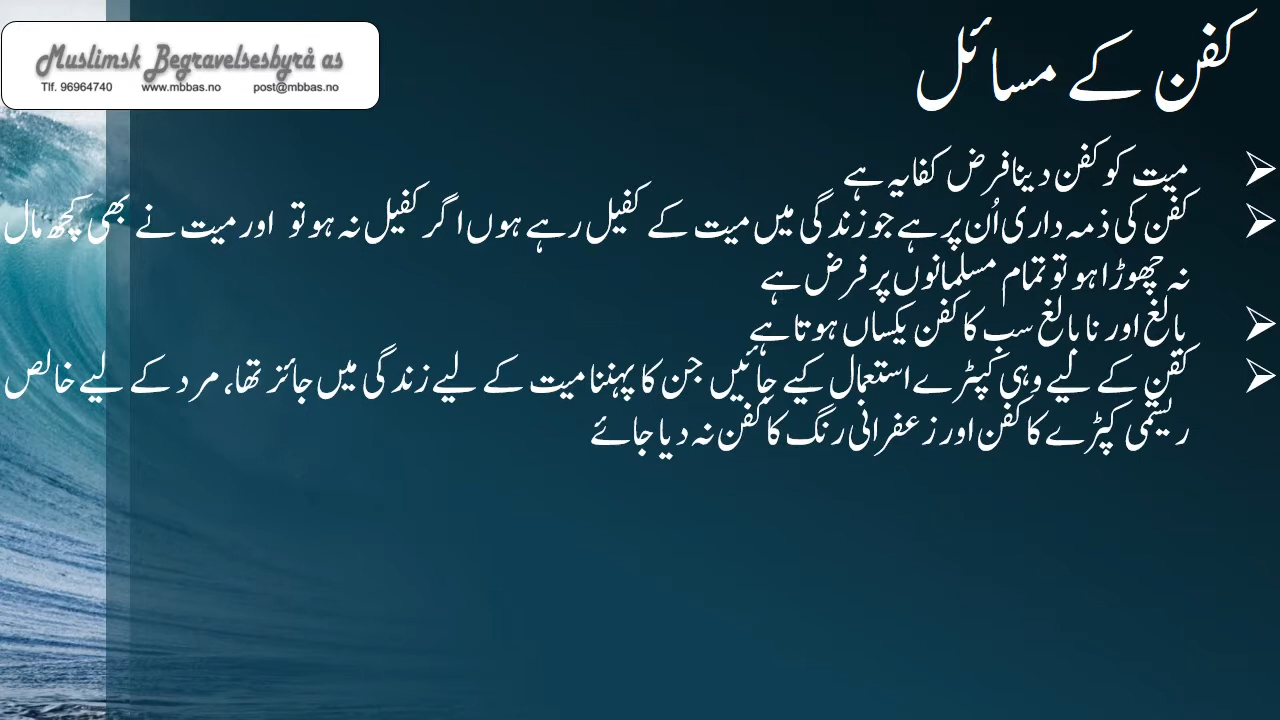 Muslimsk Begravelsesbyrå as
Tlf. 96964740 www.mbbas.no post@mbbas.no
کفن کے مسائل
میت کو کفن دینا فرض کفایہ ہے
کفن کی ذمہ داری اُن پر ہے جو زندگی میں میت کے کفیل رہے ہوں اگر کفیل نہ ہو تو اور میت نے بھی کچھ مال
نہ چھوڑا ہو تو تمام مسلمانوں پر فرض ہے
بالغ اور نا بالغ سب کا کفن یکساں ہوتا ہے
کفن کے لیے وہی کپڑے استعمال کیے جائیں جن کا پہننا میت کے لیے زندگی میں جائز تھا، مرد کے لیے خالص
ریشمی کپڑے کا کفن اور زعفرانی رنگ کا کفن نہ دیا جائے